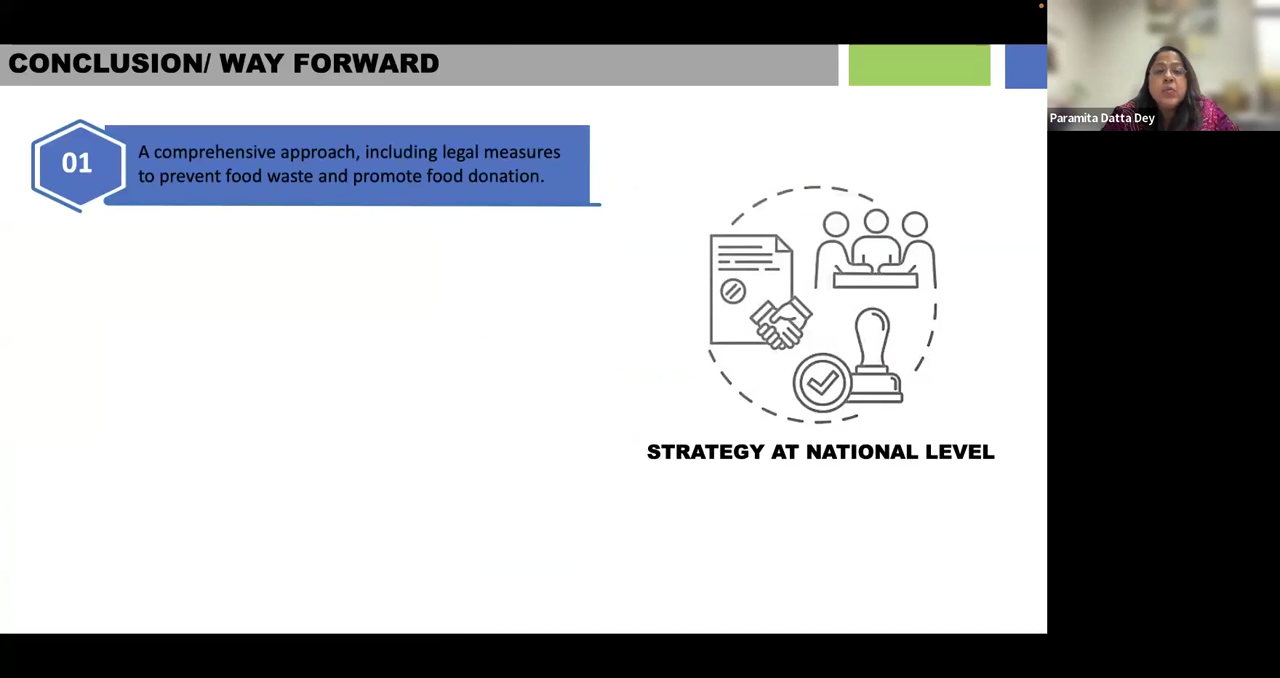 CONCLUSION/ WAY FORWARD
Paramita Datta Dey
01
A comprehensive approach, including legal measures
to prevent food waste and promote food donation.
STRATEGY AT NATIONAL LEVEL